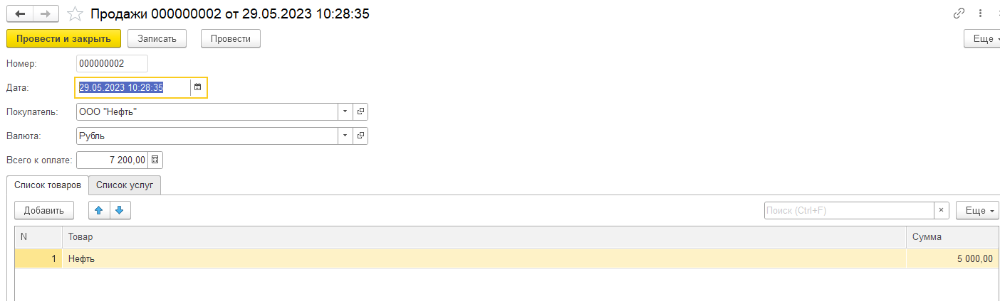 Продажи 000000002 от 29.05.2023 10:28:35
Провести и закрыть Записать Провести Еще
Номер: 000000002
Дата: 29.05.2023 10:28:35
Покупатель: ООО "Нефть"
Валюта: Рубль
Всего к оплате: 7 200,00
Список товаров Список услуг
Добавить Поиск (Ctrl+F) × Еще
N Товар Сумма
1 Нефть 5 000,00